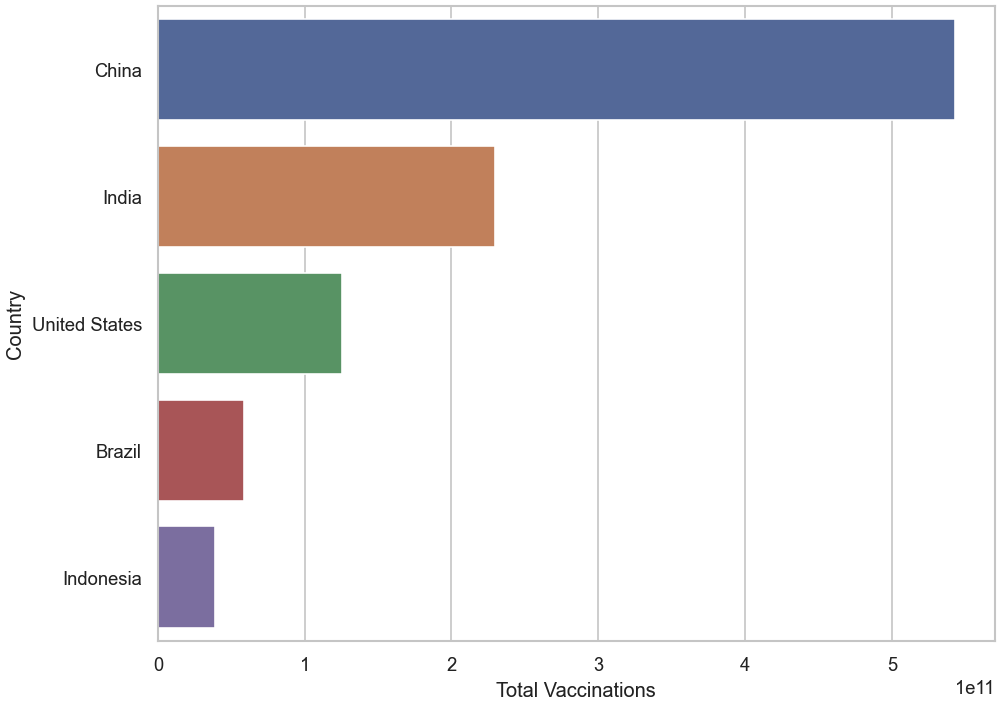 China
India
United States
Brazil
Indonesia
Country
0 1 2 3 4 5
1e11
Total Vaccinations